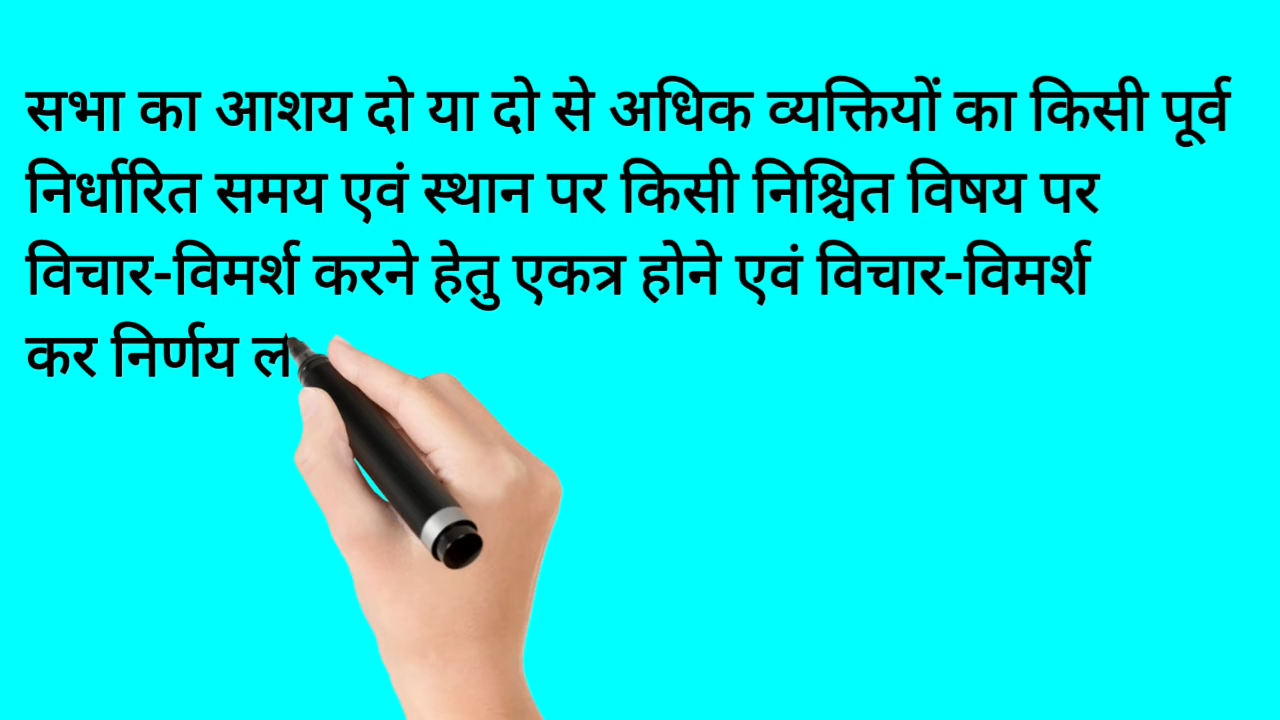 सभा का आशय दो या दो से अधिक व्यक्तियों का किसी पूर्व
निर्धारित समय एवं स्थान पर किसी निश्चित विषय पर
विचार-विमर्श करने हेतु एकत्र होने एवं विचार-विमर्श
कर निर्णय ल